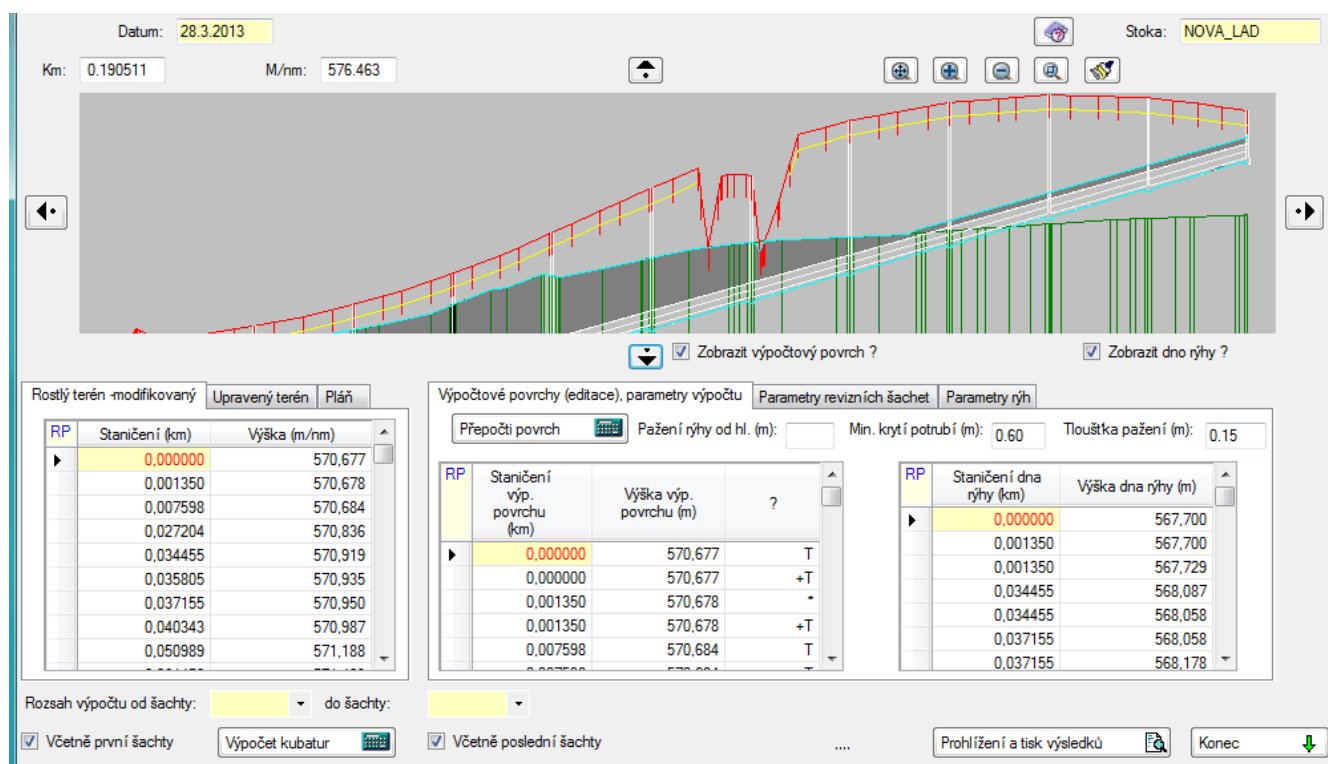 Datum: 28.3.2013 Stoka: NOVA_LAD
Km: 0.190511 M/nm: 576.463
Zobrazit výpočtový povrch ? Zobrazit dno rýhy ?
Rostlý terén -modifikovaný Upravený terén Pláň
RP Staničení (km) Výška (m/nm)
0,000000 570,677
0,001350 570,678
0,007598 570,684
0,027204 570,836
0,034455 570,919
0,035805 570,935
0,037155 570,950
0,040343 570,987
0,050989 571,188
Výpočtové povrchy (editace), parametry výpočtu Parametry revizních šachet Parametry rýh
Přepočti povrch Pažení rýhy od hl. (m): Min. krytí potrubí (m): 0.60 Tloušťka pažení (m): 0.15
RP Staničení výp. povrchu (km) Výška výp. povrchu (m) ?
0,000000 570,677 T
0,000000 570,677 +T
0,001350 570,678 *
0,001350 570,678 +T
0,007598 570,684 T
RP Staničení dna rýhy (km) Výška dna rýhy (m)
0,000000 567,700
0,001350 567,700
0,001350 567,729
0,034455 568,087
0,034455 568,058
0,037155 568,058
0,037155 568,178
Rozsah výpočtu od šachty: do šachty:
Včetně první šachty Výpočet kubatur Včetně poslední šachty .... Prohlížení a tisk výsledků Konec